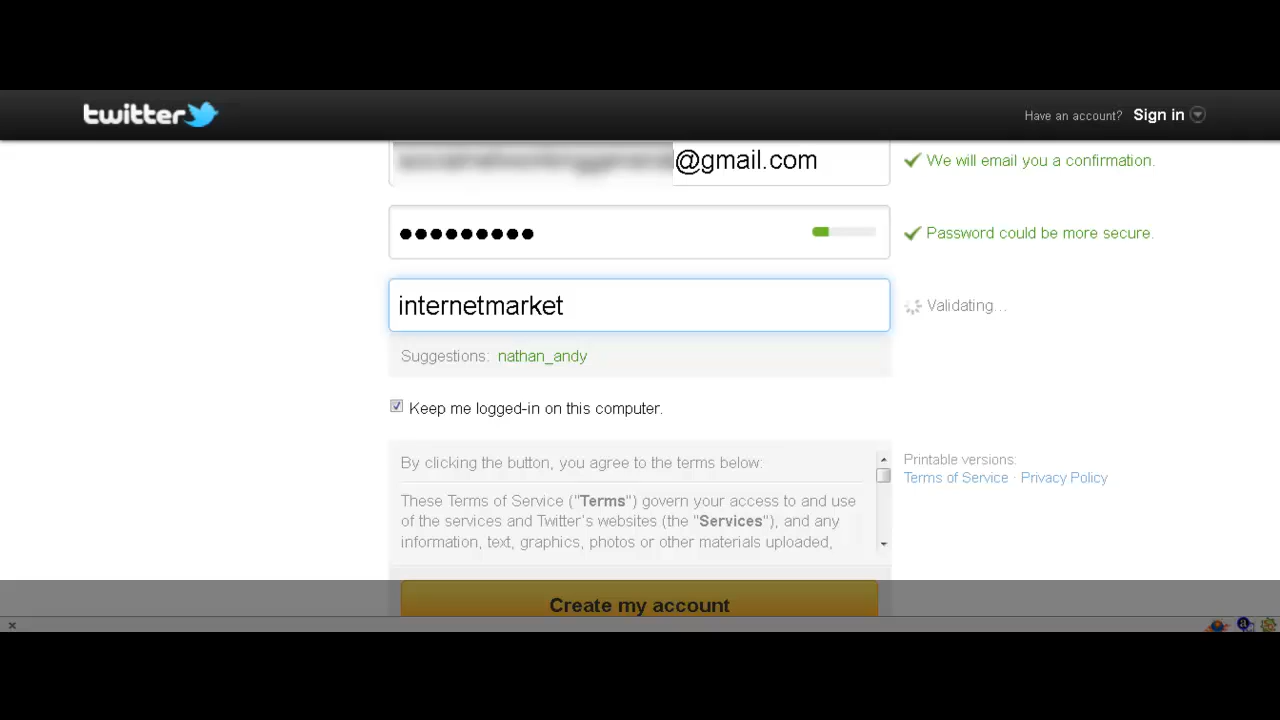 twitter
Have an account? Sign in
@gmail.com
We will email you a confirmation.
Password could be more secure.
internetmarket
Validating...
Suggestions: nathan_andy
Keep me logged-in on this computer.
By clicking the button, you agree to the terms below:
Printable versions:
Terms of Service · Privacy Policy
These Terms of Service ("Terms") govern your access to and use
of the services and Twitter's websites (the "Services"), and any
information, text, graphics, photos or other materials uploaded,
Create my account